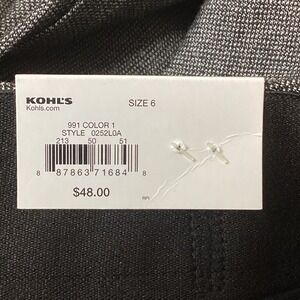 KOHL'S SIZE 6
Kohls.com
991 COLOR 1
STYLE 0252L0A
213 50 51
8 87863 71684 8
$48.00